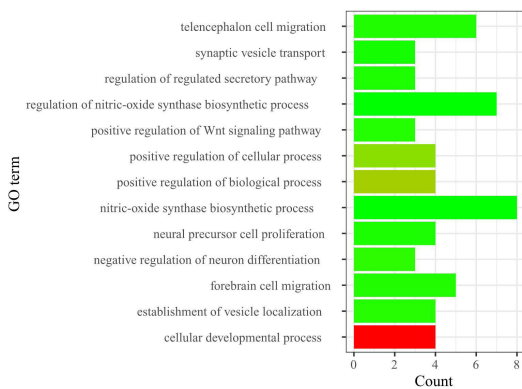 telencephalon cell migration
synaptic vesicle transport
regulation of regulated secretory pathway
regulation of nitric-oxide synthase biosynthetic process
positive regulation of Wnt signaling pathway
positive regulation of cellular process
positive regulation of biological process
nitric-oxide synthase biosynthetic process
neural precursor cell proliferation
negative regulation of neuron differentiation
forebrain cell migration
establishment of vesicle localization
cellular developmental process
GO term
0 2 4 6 8
Count